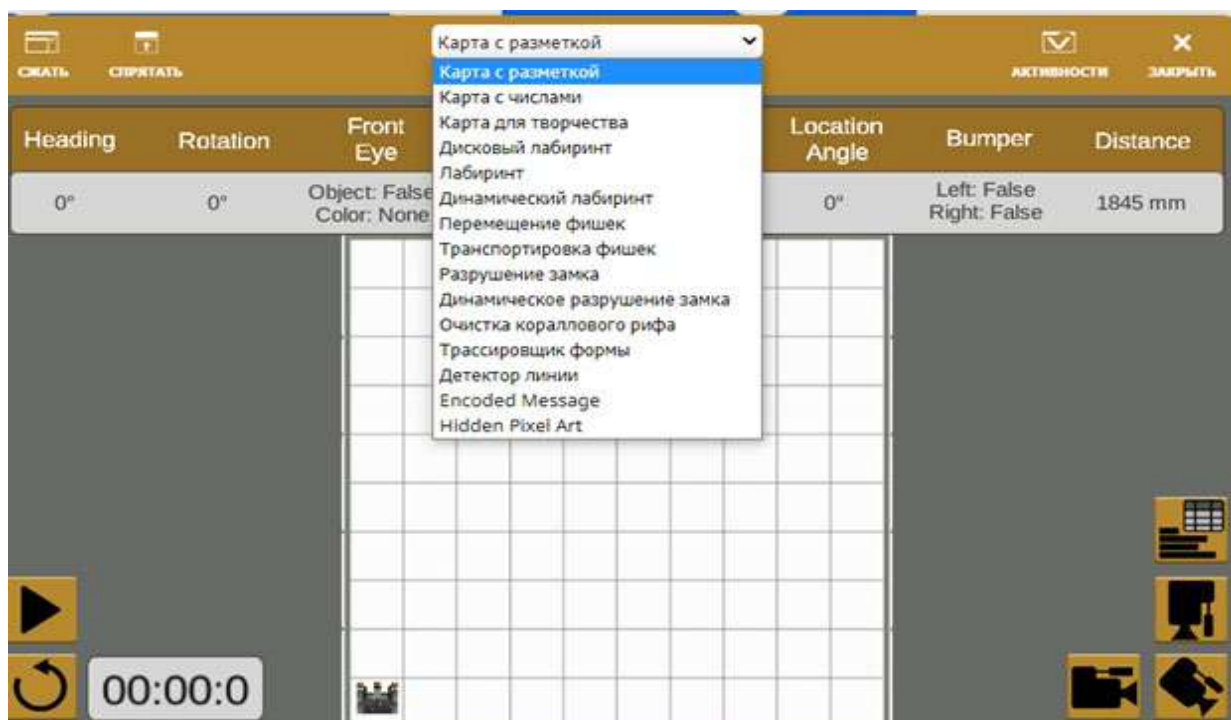 Карта с разметкой
СЖАТЬ
СПРЯТАТЬ
АКТИВНОСТИ
ЗАКРЫТЬ
Карта с разметкой
Карта с числами
Карта для творчества
Дисковый лабиринт
Лабиринт
Динамический лабиринт
Перемещение фишек
Транспортировка фишек
Разрушение замка
Динамическое разрушение замка
Очистка кораллового рифа
Трассировщик формы
Детектор линии
Encoded Message
Hidden Pixel Art
Heading
Rotation
Front
Eye
Location
Angle
Bumper
Distance
0°
0°
Object: False
Color: None
0°
Left: False
Right: False
1845 mm
00:00:0